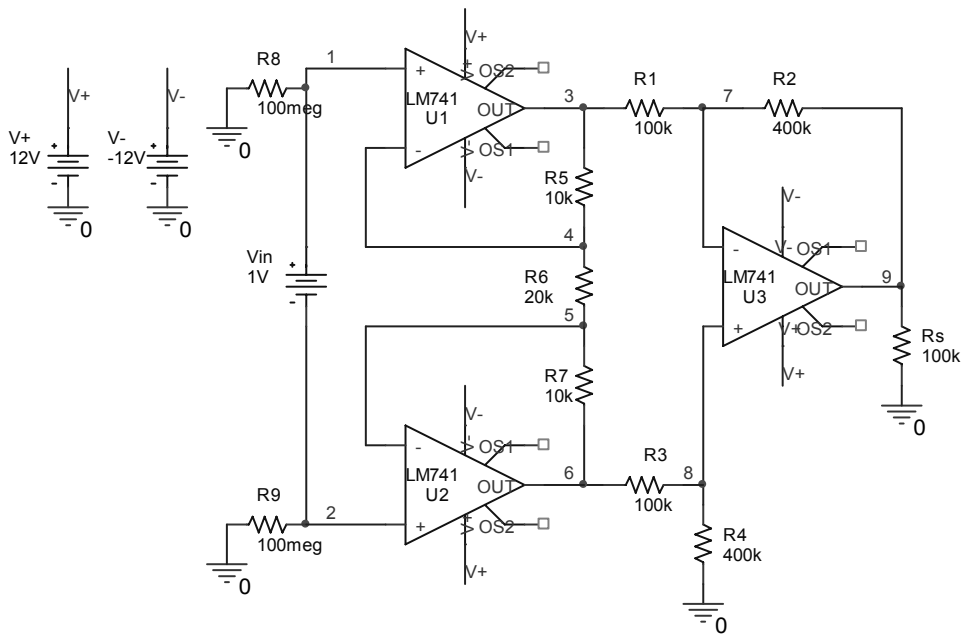 V+
V-
V+
12V
V-
-12V
0
0
R8
100meg
0
1
Vin
1V
R9
100meg
0
2
V+
V+
OS2
+
LM741
U1
OUT
-
OS1
V-
V-
3
R1
100k
7
R2
400k
R5
10k
4
R6
20k
5
R7
10k
6
V-
V-
OS1
-
LM741
U2
OUT
+
OS2
V+
V+
R3
100k
8
R4
400k
0
V-
V-
OS1
-
LM741
U3
OUT
+
OS2
V+
V+
9
Rs
100k
0